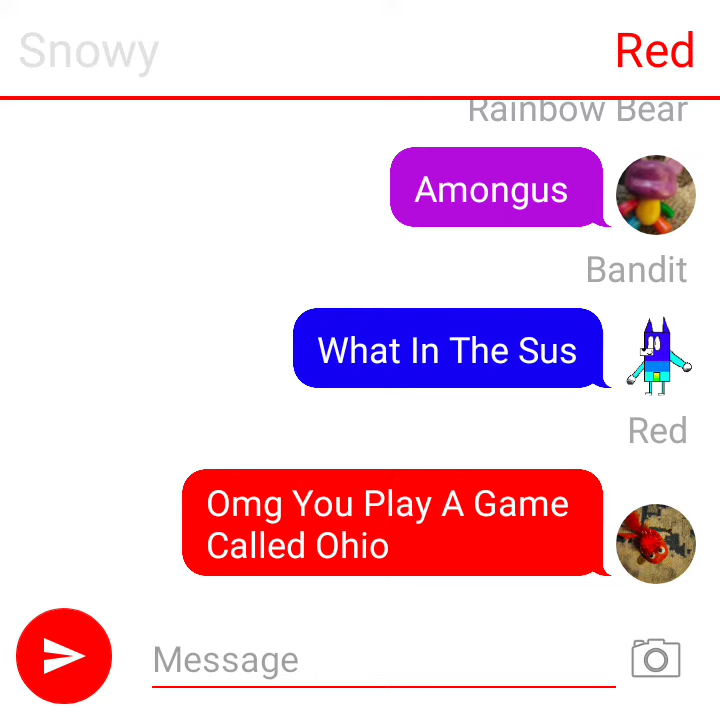 Snowy
Red
Rainbow Bear
Amongus
Bandit
What In The Sus
Red
Omg You Play A Game
Called Ohio
Message